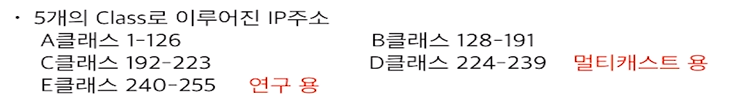 · 5개의 Class로 이루어진 IP주소
A클래스 1-126 B클래스 128-191
C클래스 192-223 D클래스 224-239 멀티캐스트 용
E클래스 240-255 연구 용